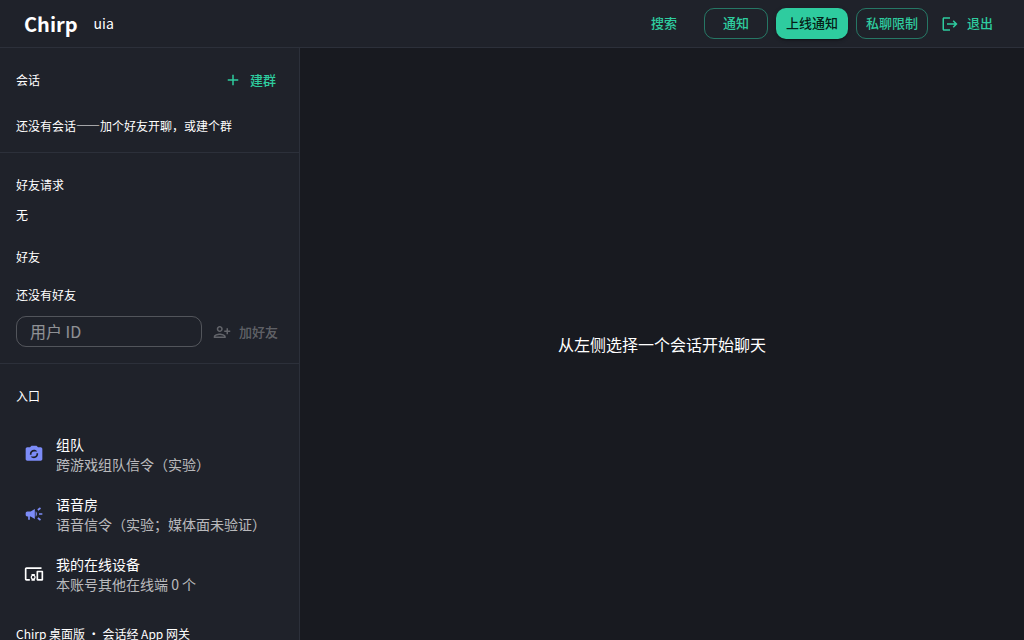 Chirp uia 搜索 通知 上线通知 私聊限制 退出
会话 建群
还没有会话——加个好友开聊，或建个群
好友请求
无
好友
还没有好友
用户 ID 加好友
从左侧选择一个会话开始聊天
入口
组队
跨游戏组队信令（实验）
语音房
语音信令（实验；媒体面未验证）
我的在线设备
本账号其他在线端 0 个
Chirp 桌面版 · 会话经 App 网关